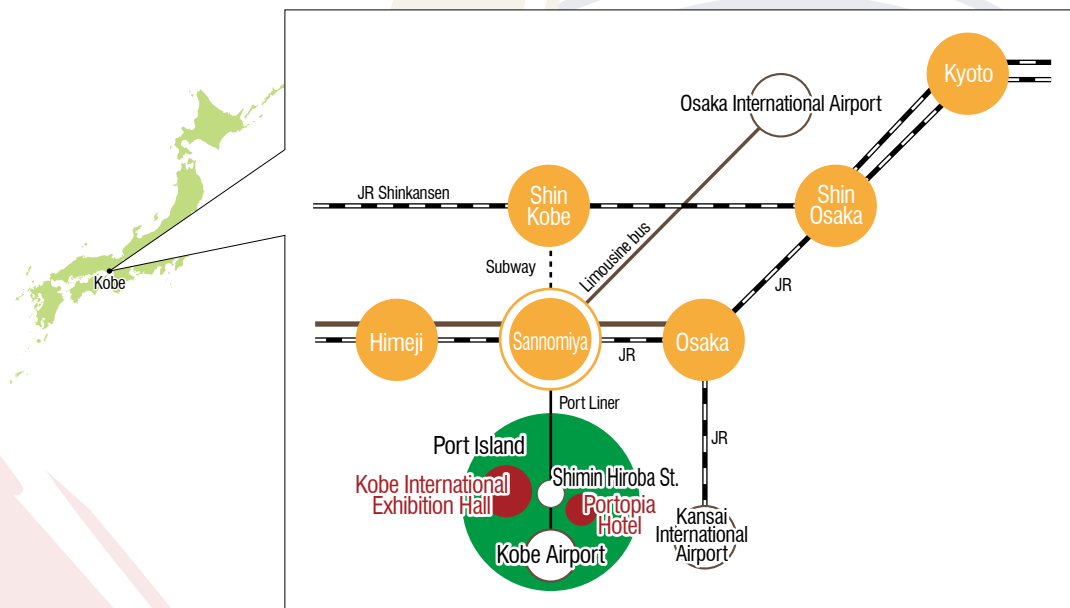 Kyoto
Osaka International Airport
JR Shinkansen
Shin
Kobe
Shin
Osaka
Limousine bus
Subway
Kobe
JR
Himeji
Sannomiya
JR
Osaka
Port Liner
JR
Port Island
Shimin Hiroba St.
Kobe International
Exhibition Hall
Portopia
Hotel
Kansai
International
Airport
Kobe Airport